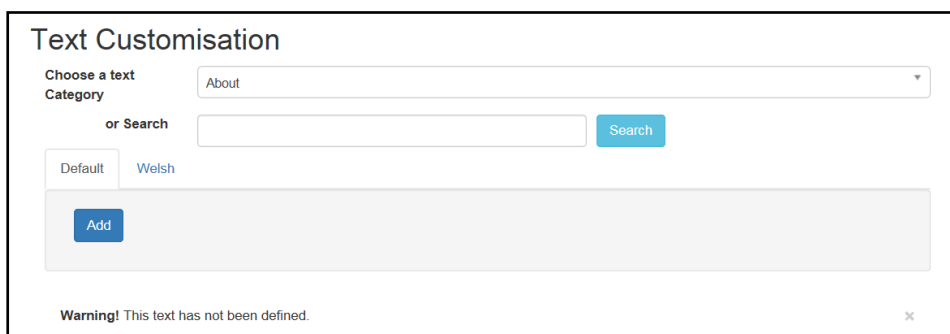 Text Customisation
Choose a text
Category
About
or Search
Search
Default Welsh
Add
Warning! This text has not been defined. ×